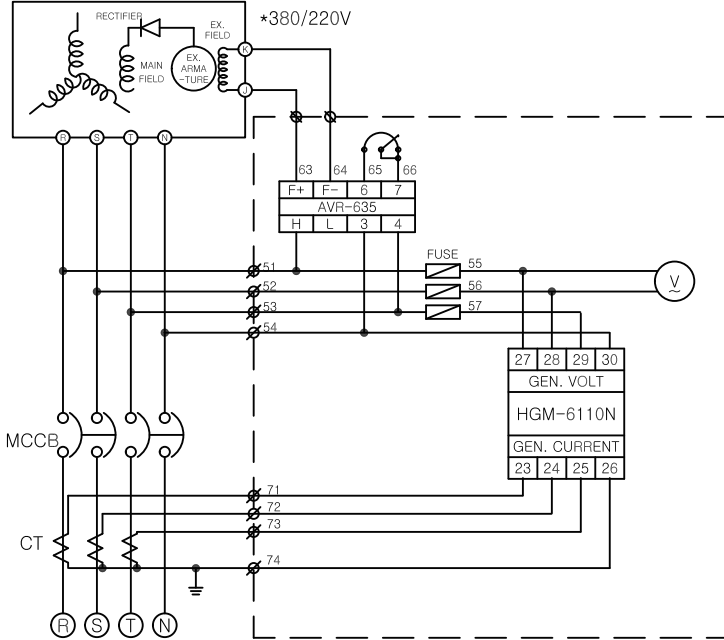 RECTIFIER
*380/220V
EX.
FIELD
MAIN
FIELD
EX.
ARMA
-TURE
K
J
R S T N
63 64 65 66
F+ F- 6 7
AVR-635
H L 3 4
FUSE
51 55
52 56
53 57
54
V
~
27 28 29 30
GEN. VOLT
HGM-6110N
GEN. CURRENT
23 24 25 26
MCCB
71
72
73
CT
74
R S T N